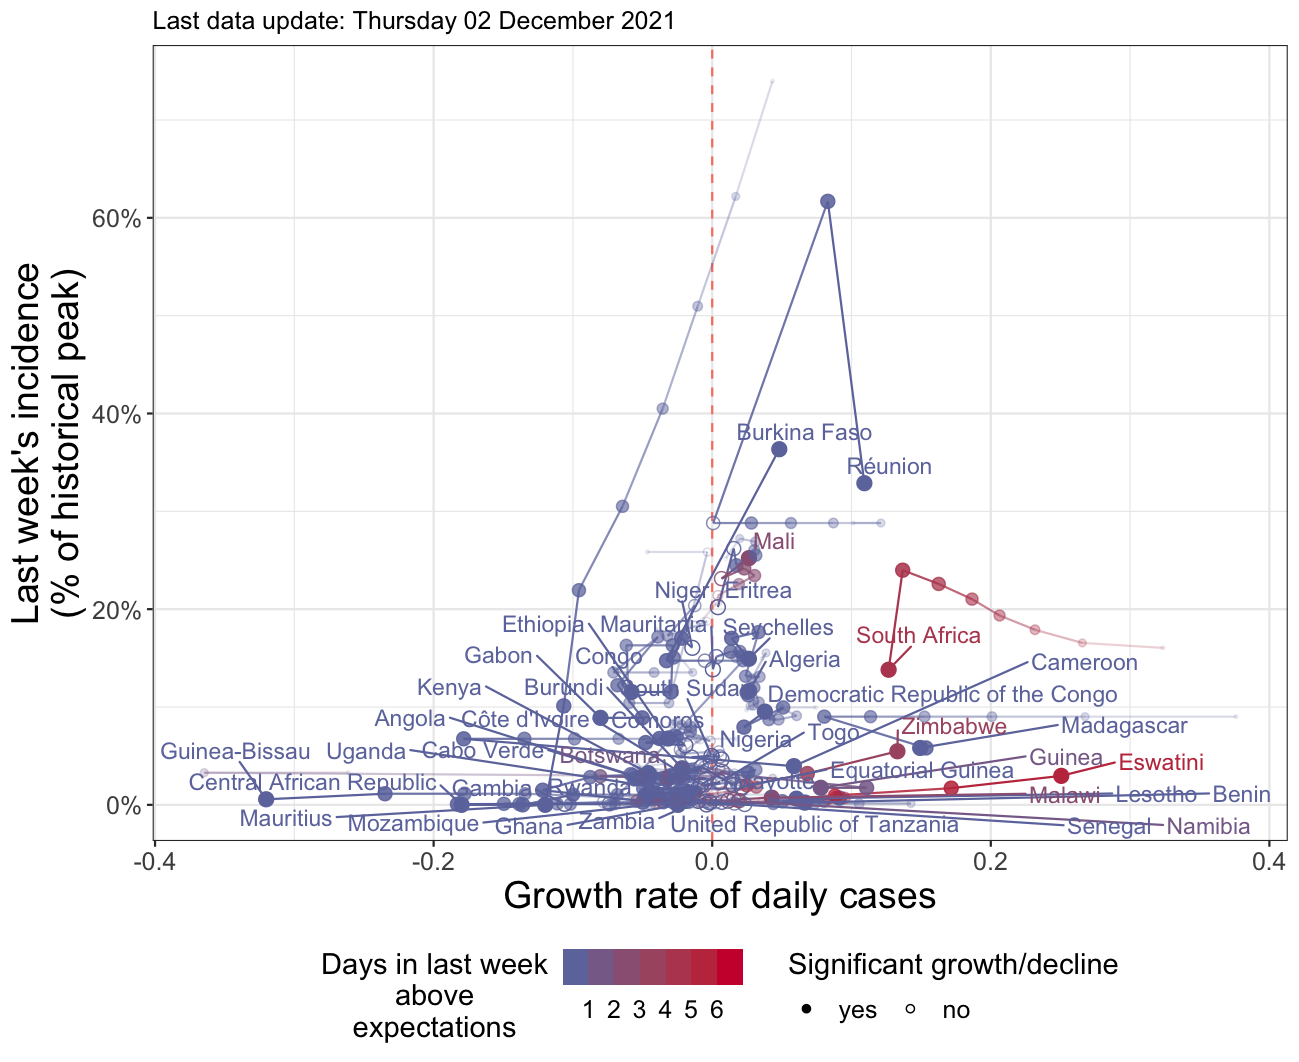 Last data update: Thursday 02 December 2021
Last week's incidence
(% of historical peak)
60%
40%
20%
0%
Burkina Faso
Réunion
Mali
Niger
Eritrea
Ethiopia
Mauritania
Seychelles
South Africa
Gabon
Congo
Algeria
Cameroon
Kenya
Burundi
South Sudan
Democratic Republic of the Congo
Angola
Côte d'Ivoire
Comoros
Nigeria
Togo
Zimbabwe
Madagascar
Guinea-Bissau
Uganda
Cabo Verde
Botswana
Guinea
Eswatini
Equatorial Guinea
Central African Republic
Gambia
Rwanda
Mayotte
Malawi
Lesotho
Benin
Mauritius
Mozambique
Ghana
Zambia
United Republic of Tanzania
Senegal
Namibia
-0.4
-0.2
0.0
0.2
0.4
Growth rate of daily cases
Days in last week
above
expectations
1 2 3 4 5 6
Significant growth/decline
yes
no